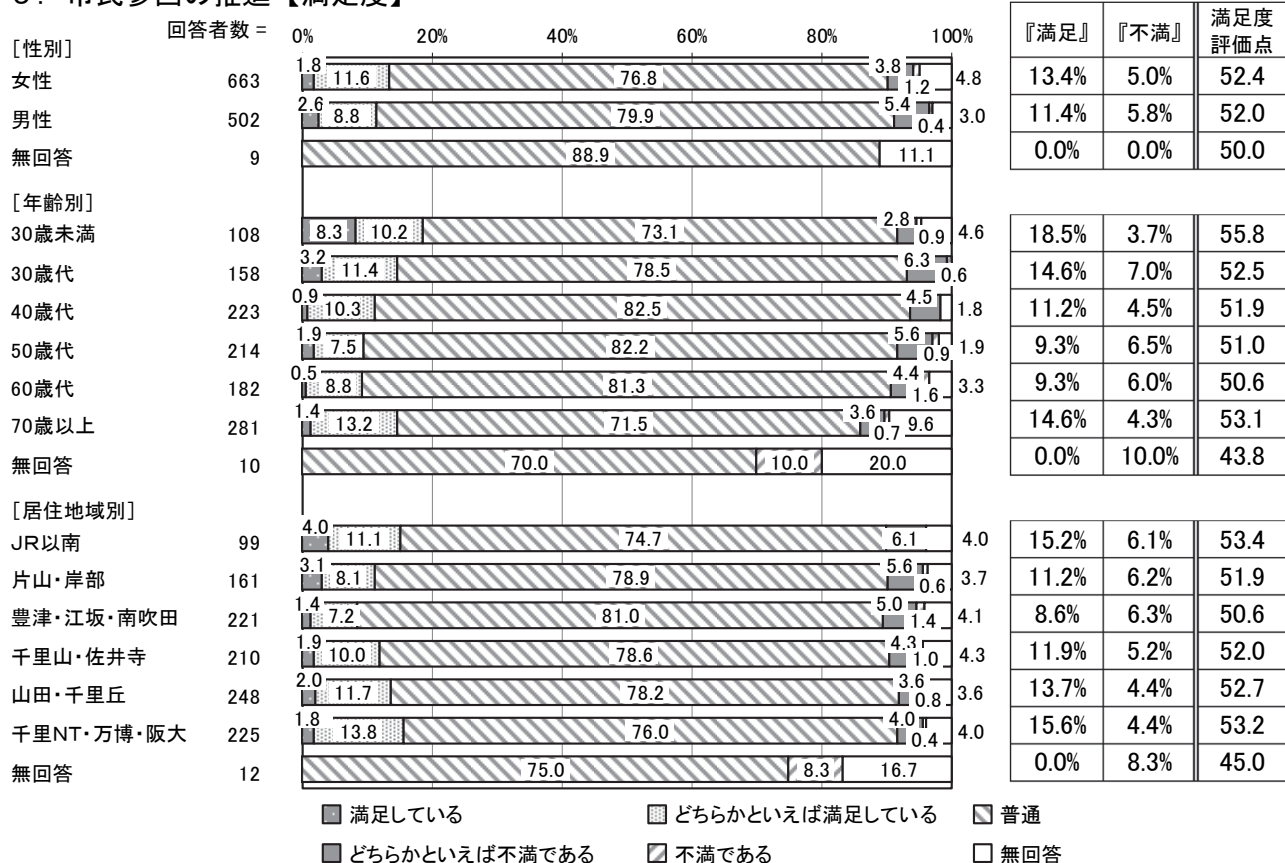 回答者数 = 0% 20% 40% 60% 80% 100% 『満足』 『不満』 満足度評価点
[性別]
女性 663 1.8 11.6 76.8 3.8 1.2 4.8 13.4% 5.0% 52.4
男性 502 2.6 8.8 79.9 5.4 0.4 3.0 11.4% 5.8% 52.0
無回答 9 88.9 11.1 0.0% 0.0% 50.0
[年齢別]
30歳未満 108 8.3 10.2 73.1 2.8 0.9 4.6 18.5% 3.7% 55.8
30歳代 158 3.2 11.4 78.5 6.3 0.6 14.6% 7.0% 52.5
40歳代 223 0.9 10.3 82.5 4.5 1.8 11.2% 4.5% 51.9
50歳代 214 1.9 7.5 82.2 5.6 0.9 1.9 9.3% 6.5% 51.0
60歳代 182 0.5 8.8 81.3 4.4 1.6 3.3 9.3% 6.0% 50.6
70歳以上 281 1.4 13.2 71.5 3.6 0.7 9.6 14.6% 4.3% 53.1
無回答 10 70.0 10.0 20.0 0.0% 10.0% 43.8
[居住地域別]
JR以南 99 4.0 11.1 74.7 6.1 4.0 15.2% 6.1% 53.4
片山・岸部 161 3.1 8.1 78.9 5.6 0.6 3.7 11.2% 6.2% 51.9
豊津・江坂・南吹田 221 1.4 7.2 81.0 5.0 1.4 4.1 8.6% 6.3% 50.6
千里山・佐井寺 210 1.9 10.0 78.6 4.3 1.0 4.3 11.9% 5.2% 52.0
山田・千里丘 248 2.0 11.7 78.2 3.6 0.8 3.6 13.7% 4.4% 52.7
千里NT・万博・阪大 225 1.8 13.8 76.0 4.0 0.4 4.0 15.6% 4.4% 53.2
無回答 12 75.0 8.3 16.7 0.0% 8.3% 45.0
満足している どちらかといえば満足している 普通
どちらかといえば不満である 不満である 無回答